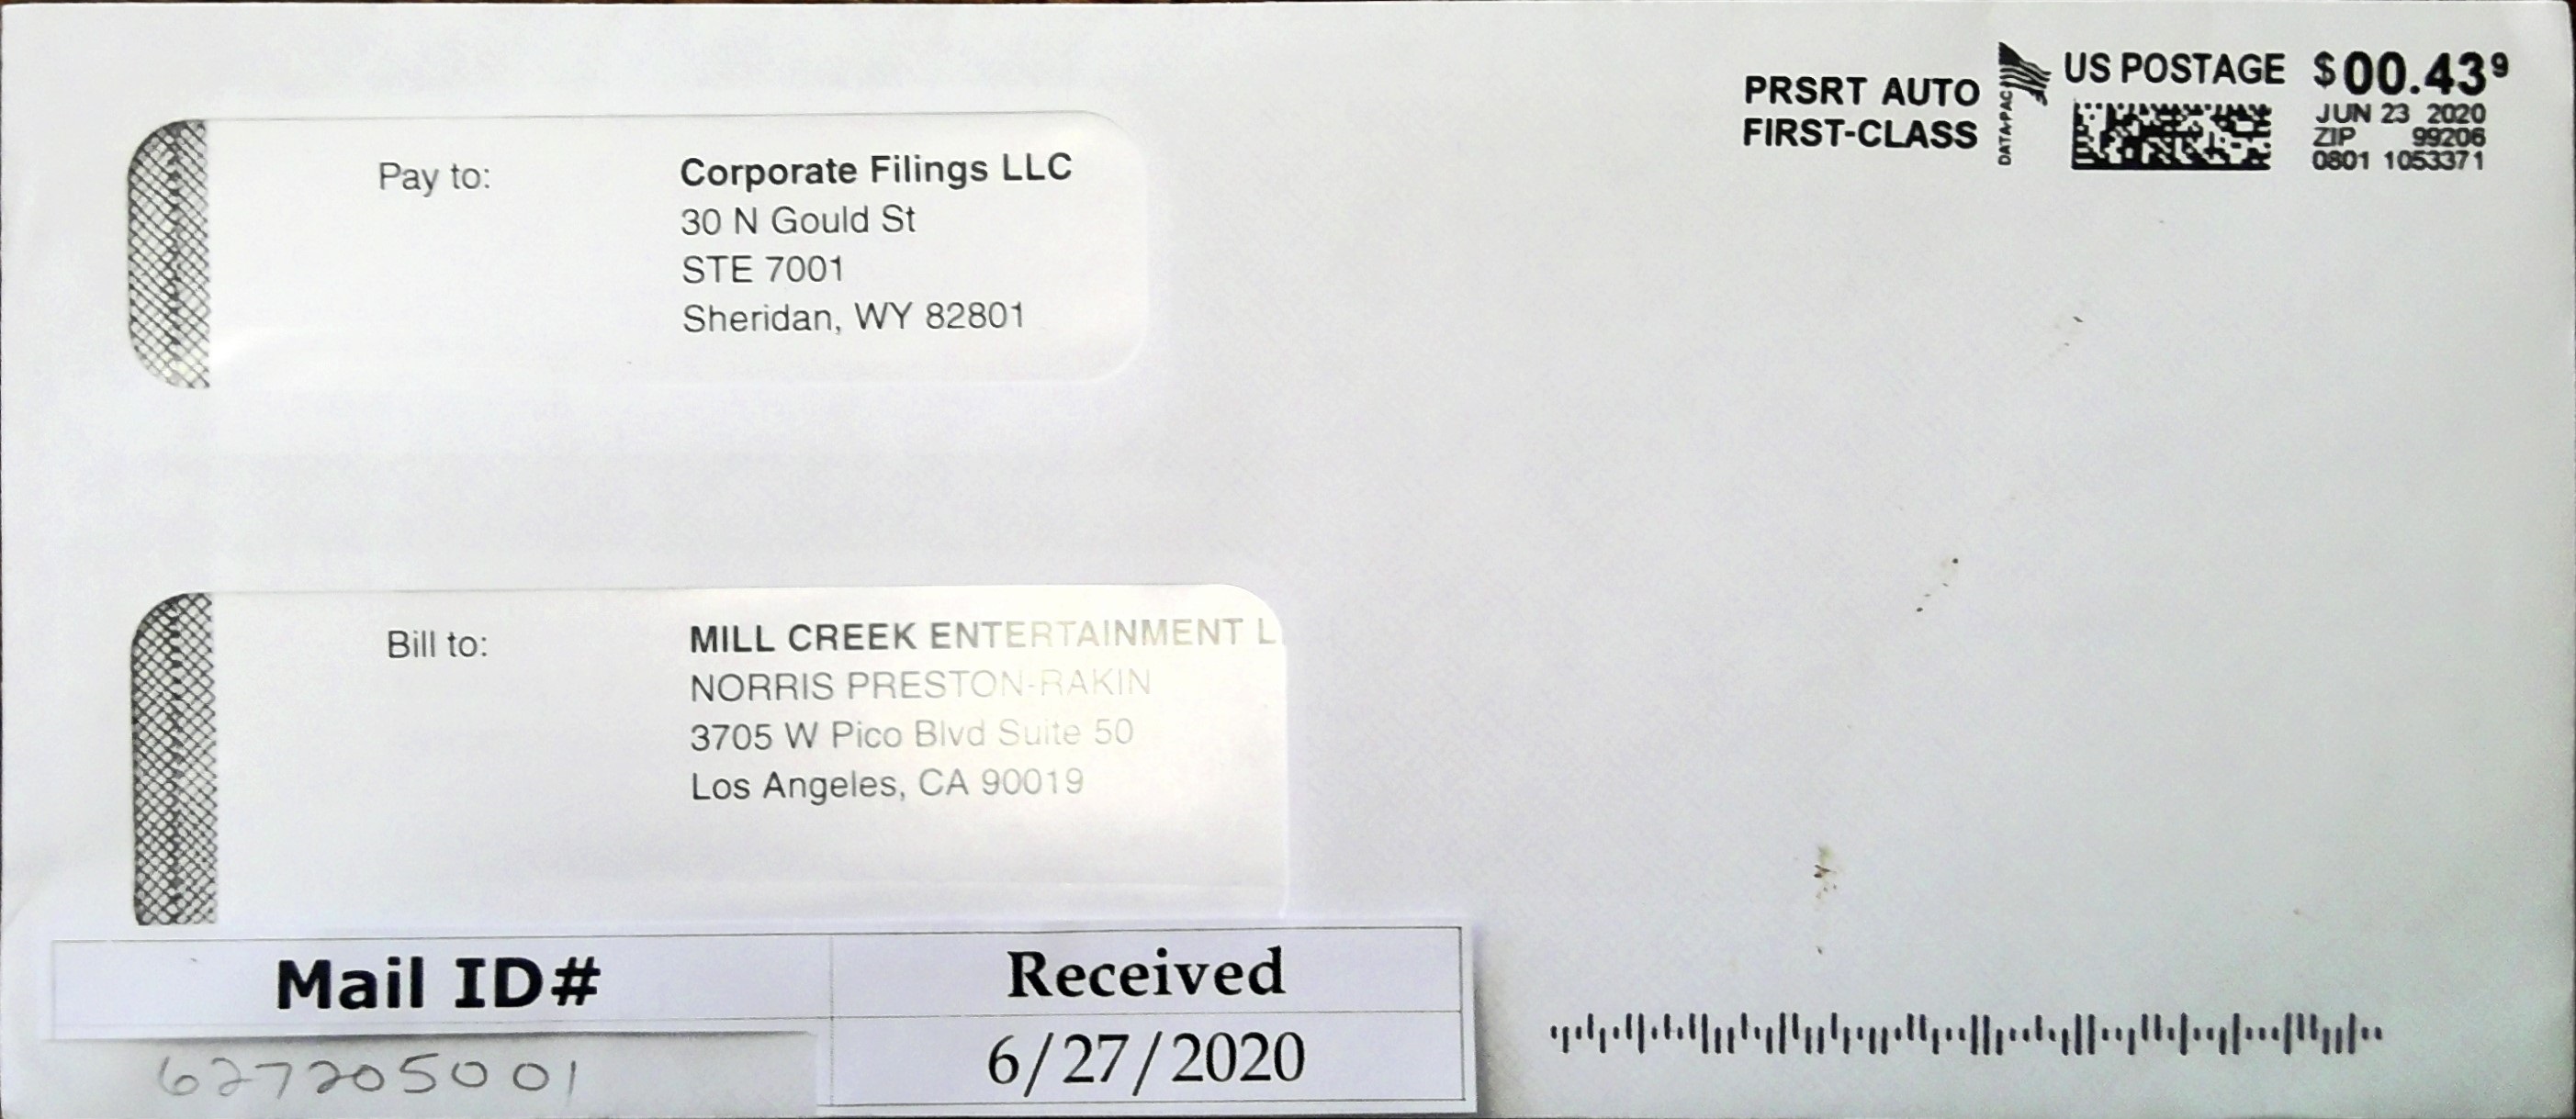 PRSRT AUTO
FIRST-CLASS
DATA-PAC
US POSTAGE $00.43⁹
JUN 23 2020
ZIP 99206
0801 1053371
Pay to:
Corporate Filings LLC
30 N Gould St
STE 7001
Sheridan, WY 82801
Bill to:
MILL CREEK ENTERTAINMENT L
NORRIS PRESTON-RAKIN
3705 W Pico Blvd Suite 50
Los Angeles, CA 90019
Mail ID#
627205001
Received
6/27/2020